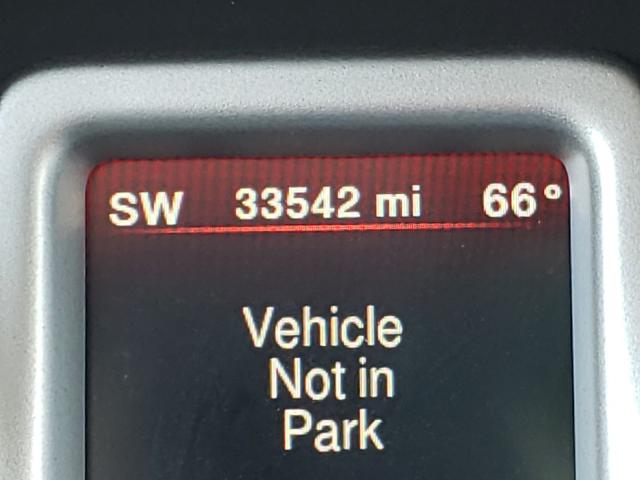 SW 33542 mi 66°
Vehicle
Not in
Park